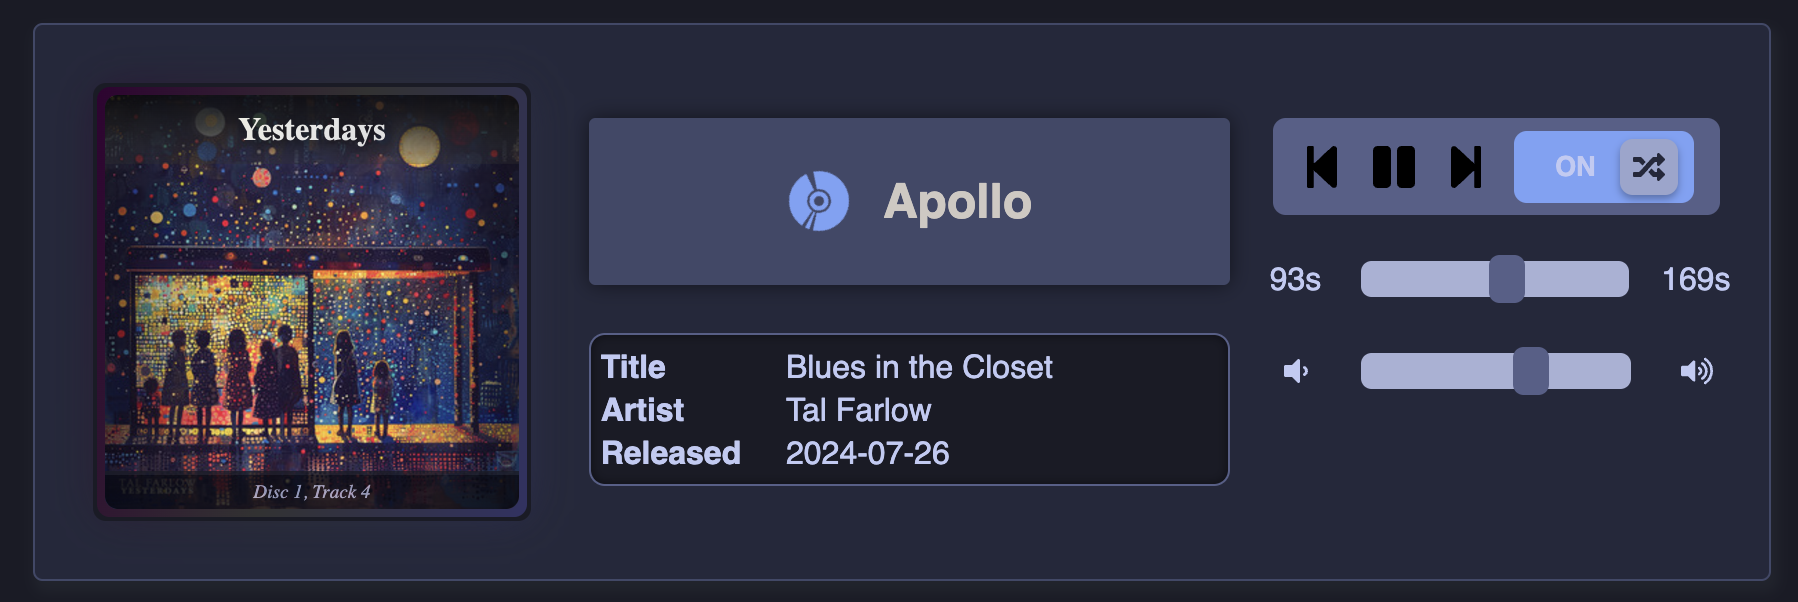 Yesterdays
TAL FARLOW
YESTERDAYS
Disc 1, Track 4
Apollo
Title Blues in the Closet
Artist Tal Farlow
Released 2024-07-26
ON
93s 169s